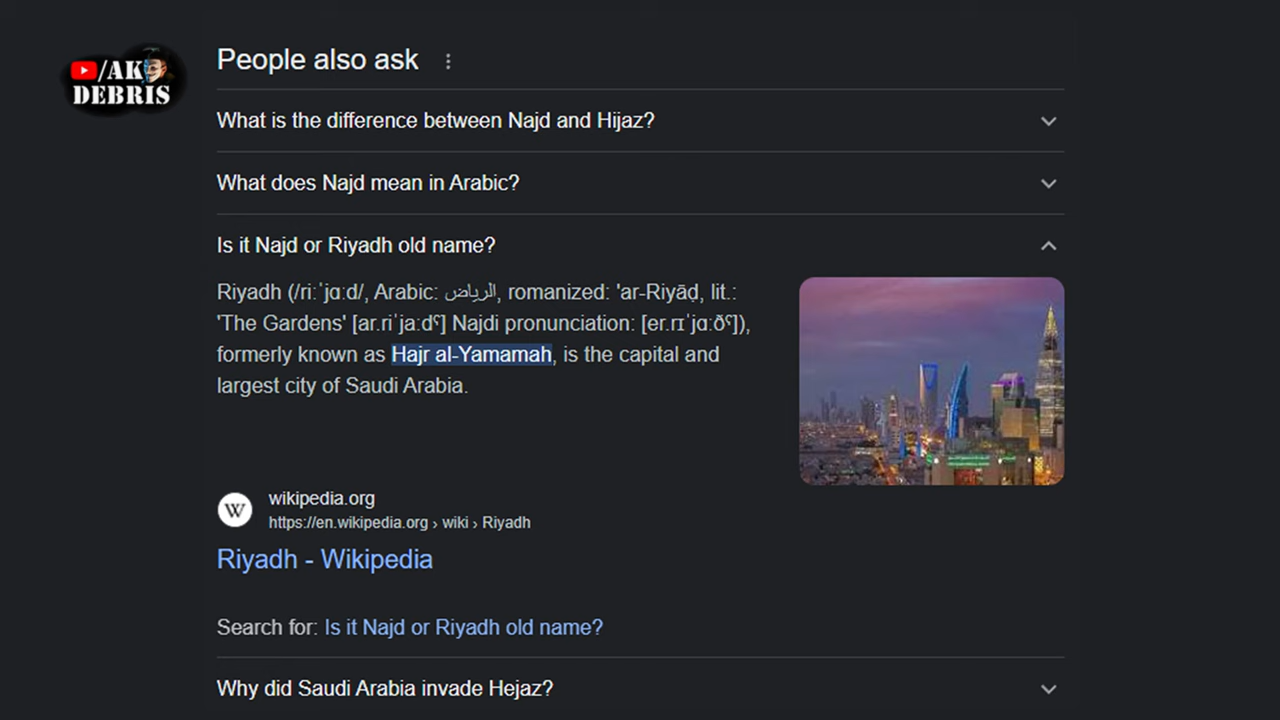 /AK
DEBRIS
People also ask
What is the difference between Najd and Hijaz?
What does Najd mean in Arabic?
Is it Najd or Riyadh old name?
Riyadh (/riːˈjɑːd/, Arabic: الرياض, romanized: 'ar-Riyāḍ, lit.:
'The Gardens' [ar.riˈjaːdˤ] Najdi pronunciation: [er.rɪˈjɑːðˤ]),
formerly known as Hajr al-Yamamah, is the capital and
largest city of Saudi Arabia.
W
wikipedia.org
https://en.wikipedia.org › wiki › Riyadh
Riyadh - Wikipedia
Search for: Is it Najd or Riyadh old name?
Why did Saudi Arabia invade Hejaz?